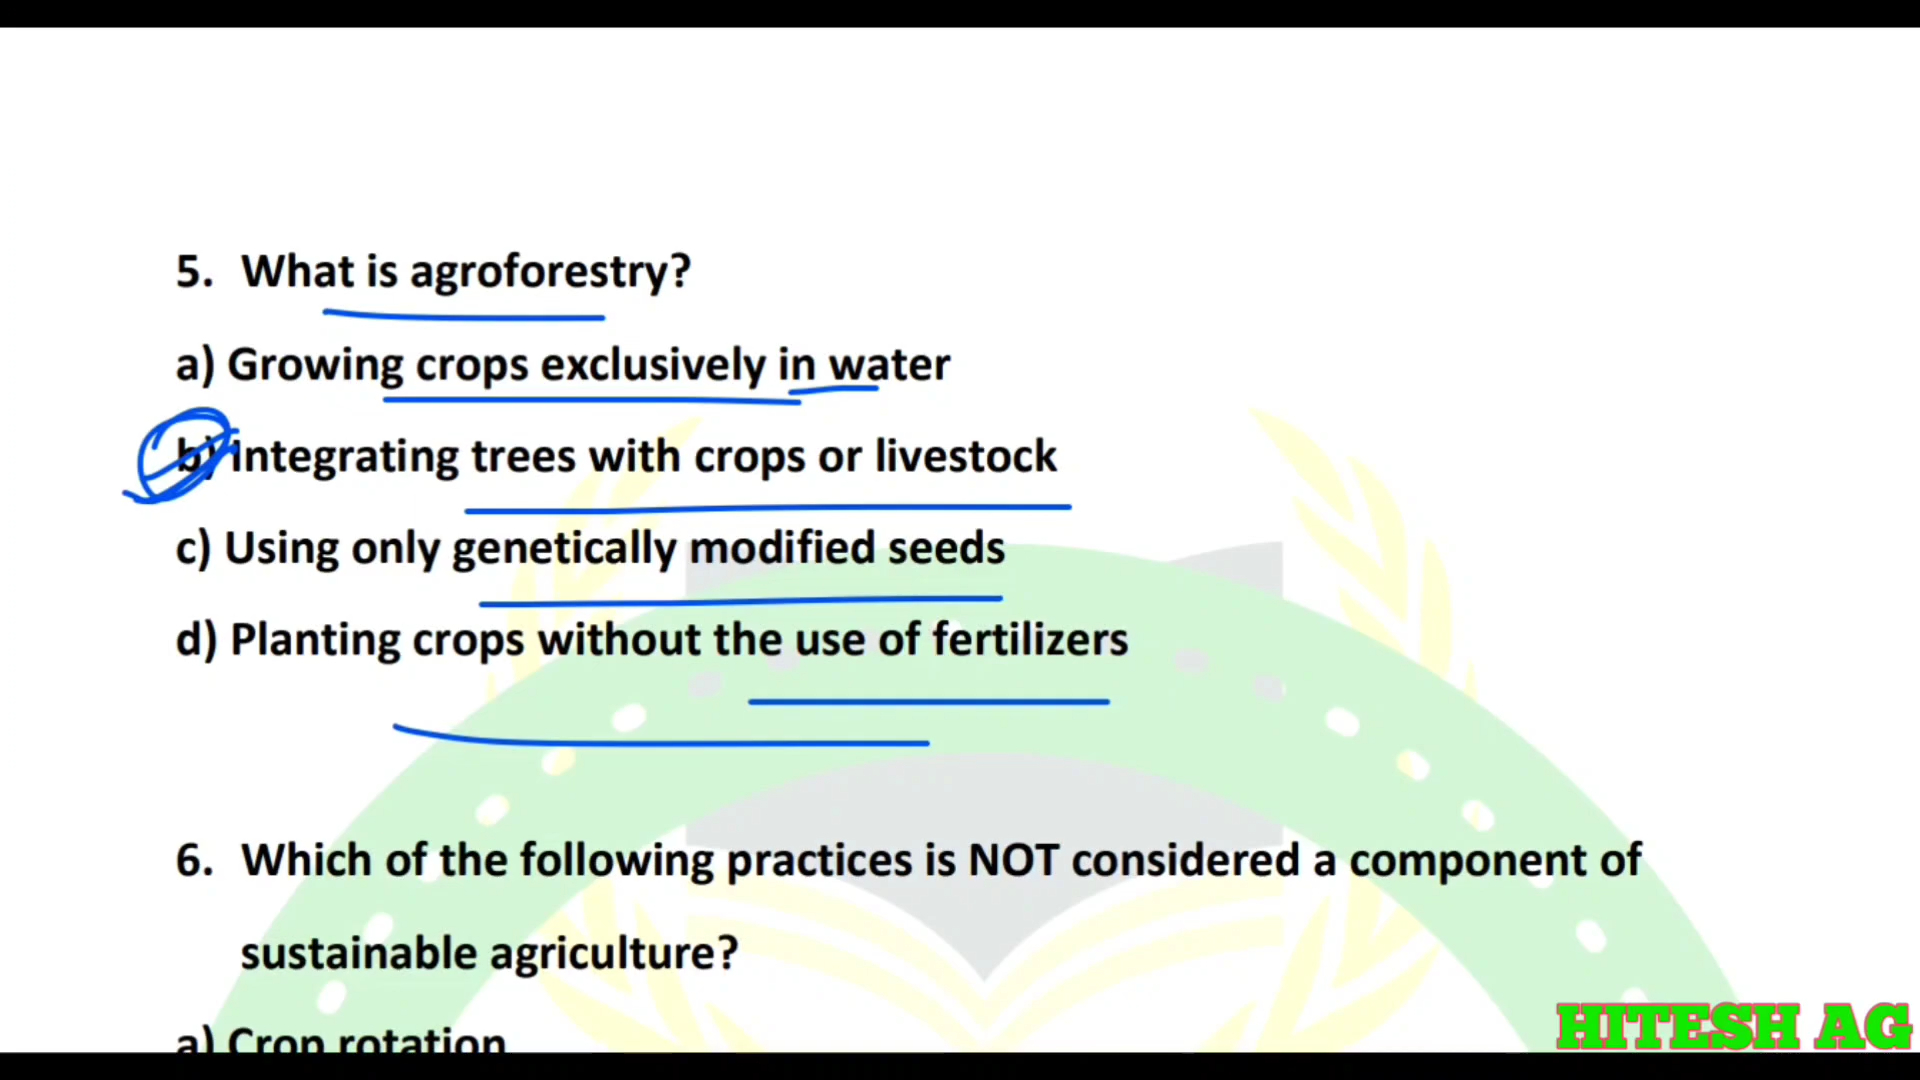 5. What is agroforestry?
a) Growing crops exclusively in water
b) Integrating trees with crops or livestock
c) Using only genetically modified seeds
d) Planting crops without the use of fertilizers
6. Which of the following practices is NOT considered a component of
sustainable agriculture?
a) Crop rotation
HITESH AG